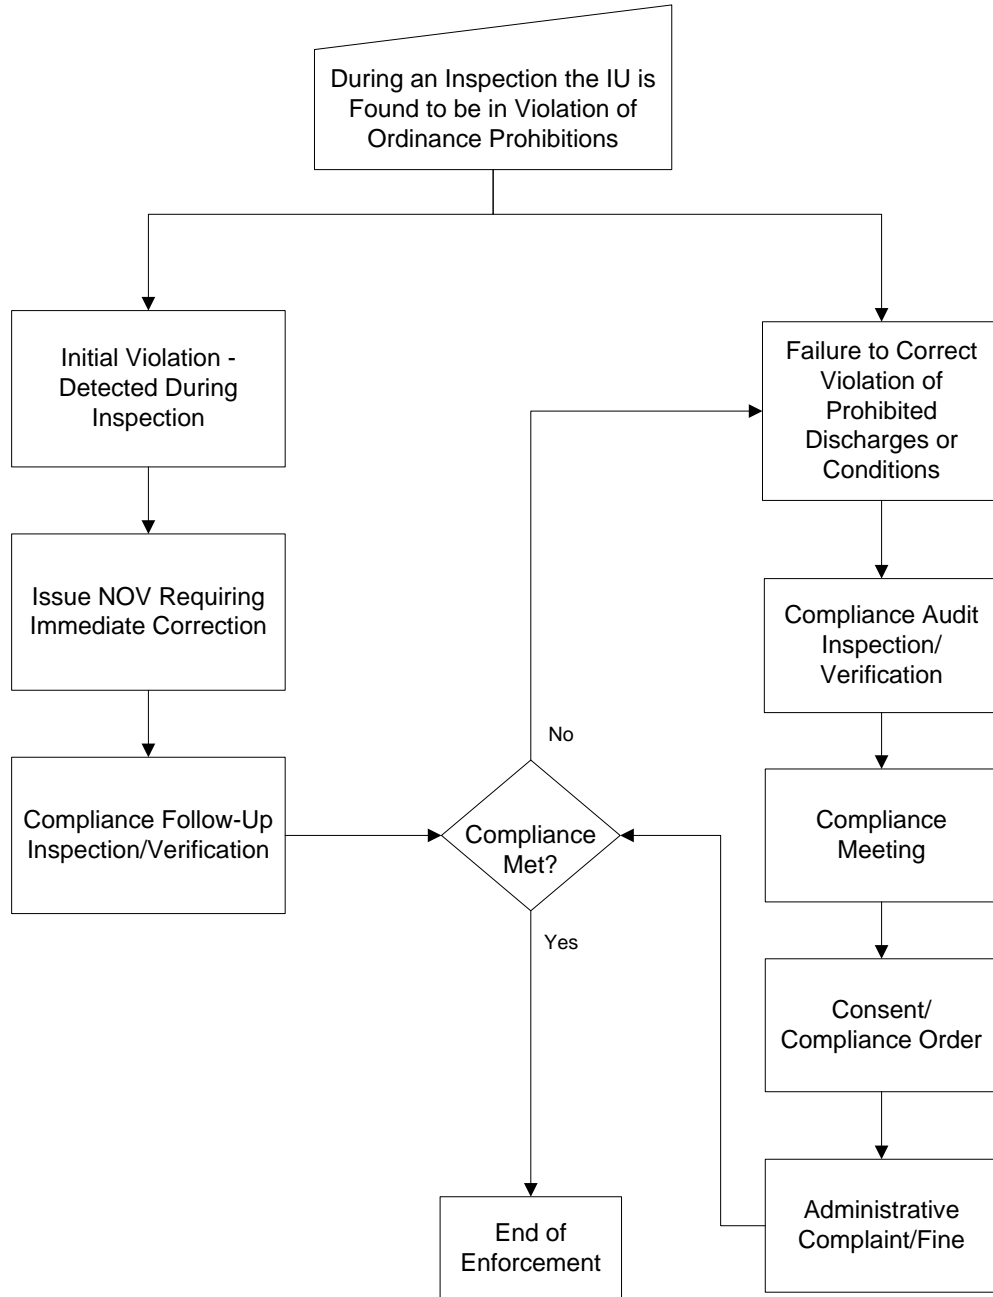 During an Inspection the IU is
Found to be in Violation of
Ordinance Prohibitions
Initial Violation -
Detected During
Inspection
Issue NOV Requiring
Immediate Correction
Compliance Follow-Up
Inspection/Verification
No
Compliance
Met?
Yes
End of
Enforcement
Failure to Correct
Violation of
Prohibited
Discharges or
Conditions
Compliance Audit
Inspection/
Verification
Compliance
Meeting
Consent/
Compliance Order
Administrative
Complaint/Fine